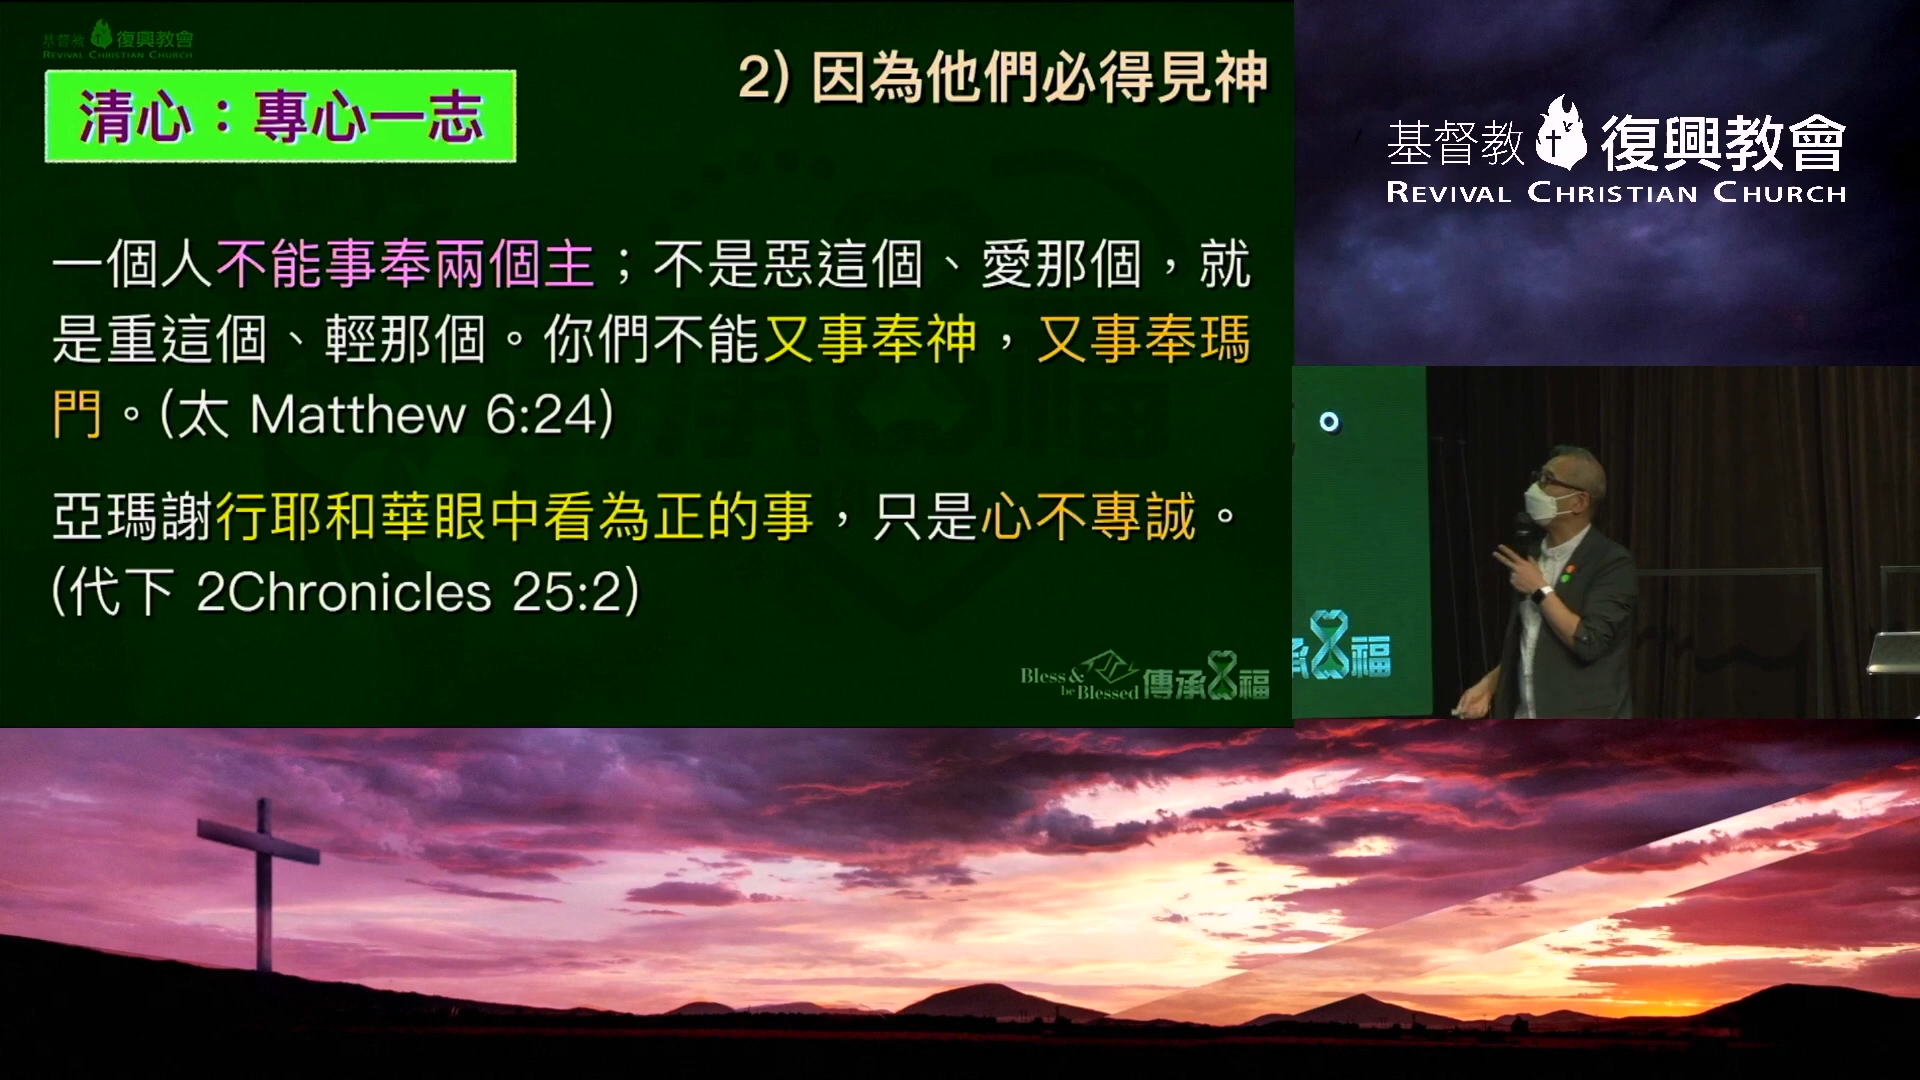 基督教 復興教會
REVIVAL CHRISTIAN CHURCH
2) 因為他們必得見神
清心：專心一志
一個人不能事奉兩個主；不是惡這個、愛那個，就
是重這個、輕那個。你們不能又事奉神，又事奉瑪
門。(太 Matthew 6:24)
亞瑪謝行耶和華眼中看為正的事，只是心不專誠。
(代下 2Chronicles 25:2)
Bless &
be Blessed 傳承 福
基督教 復興教會
REVIVAL CHRISTIAN CHURCH
。
承 福